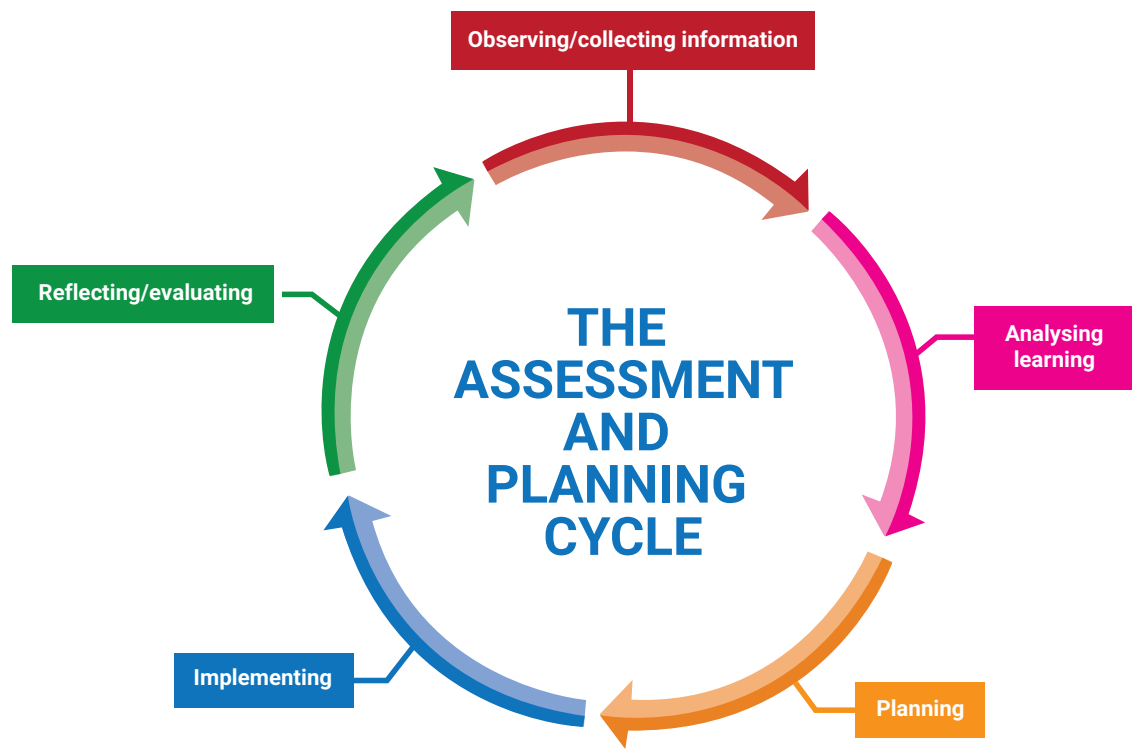 Observing/collecting information
Analysing
learning
Planning
Implementing
Reflecting/evaluating
THE
ASSESSMENT
AND
PLANNING
CYCLE